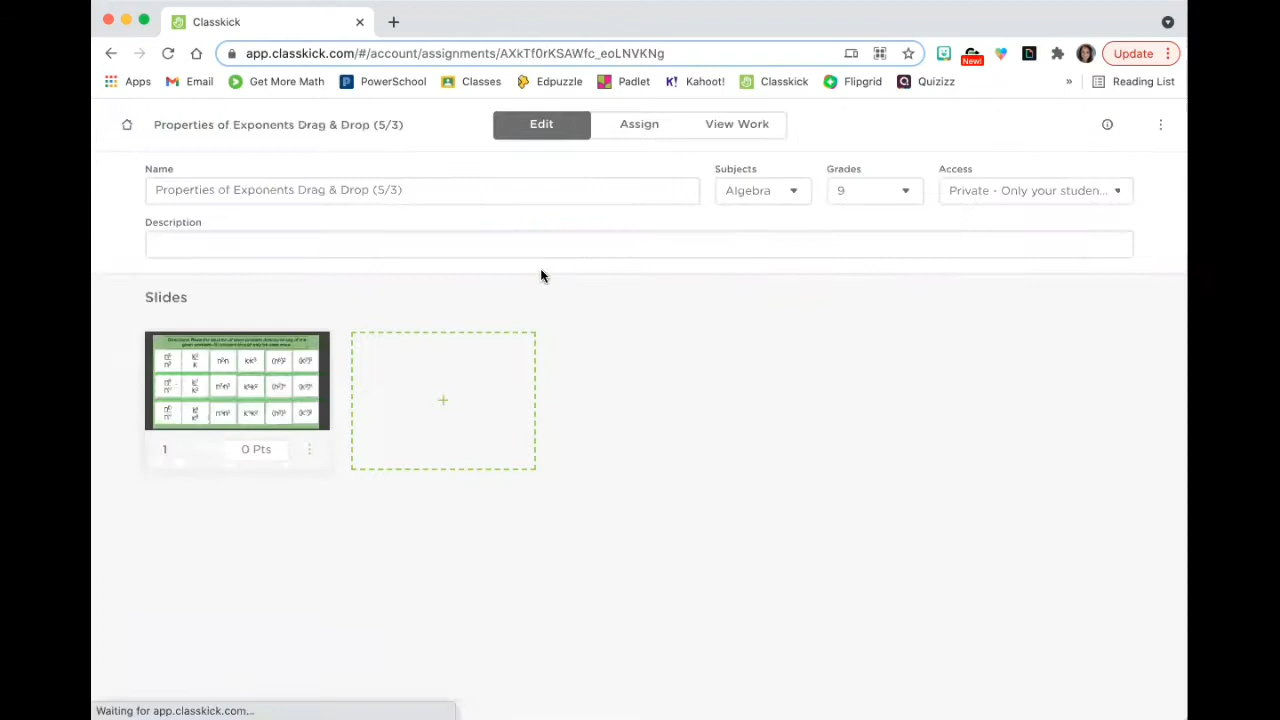 Classkick
app.classkick.com/#/account/assignments/AXkTf0rKSAWfc_eoLNVKNg
New!
Update
Apps Email Get More Math PowerSchool Classes Edpuzzle Padlet Kahoot! Classkick Flipgrid Quizizz » Reading List
Properties of Exponents Drag & Drop (5/3) Edit Assign View Work
Name Subjects Grades Access
Properties of Exponents Drag & Drop (5/3) Algebra 9 Private - Only your studen...
Description
Slides
+
1 0 Pts
Waiting for app.classkick.com...